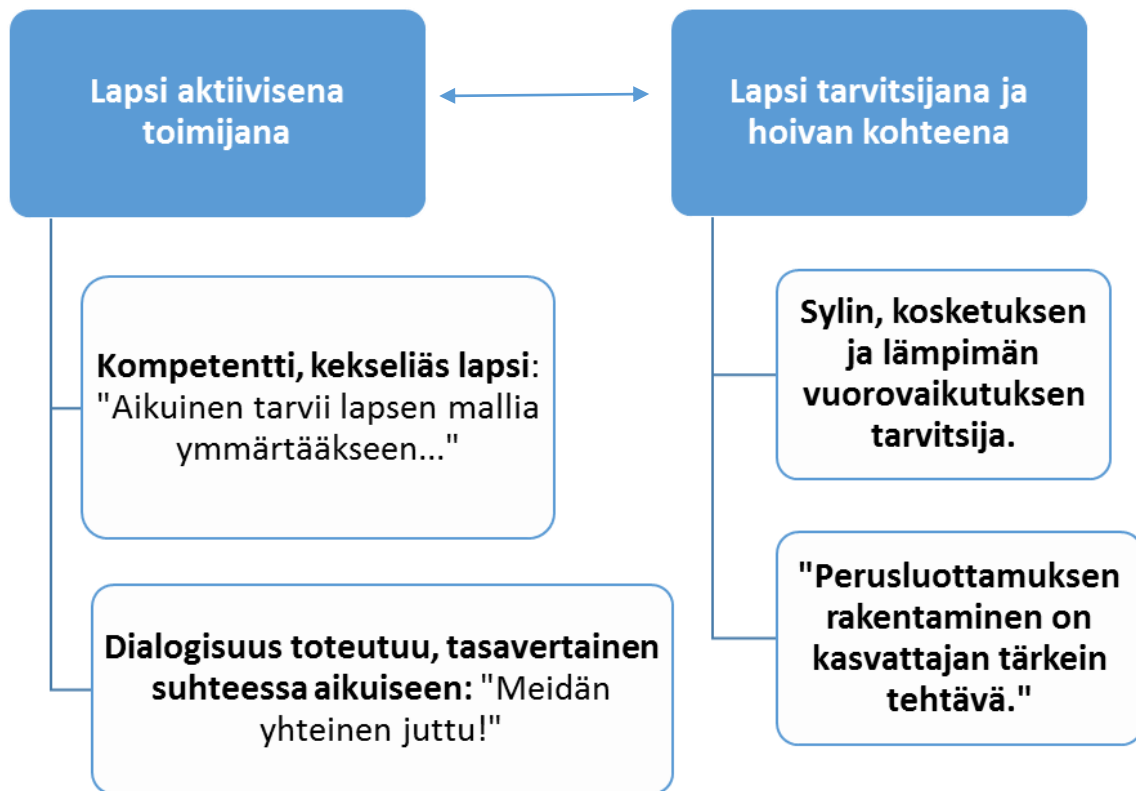 Lapsi aktiivisena
toimijana
Lapsi tarvitsijana ja
hoivan kohteena
Kompetentti, kekseliäs lapsi:
"Aikuinen tarvii lapsen mallia
ymmärtääkseen..."
Dialogisuus toteutuu, tasavertainen
suhteessa aikuiseen: "Meidän
yhteinen juttu!"
Sylin, kosketuksen
ja lämpimän
vuorovaikutuksen
tarvitsija.
"Perusluottamuksen
rakentaminen on
kasvattajan tärkein
tehtävä."